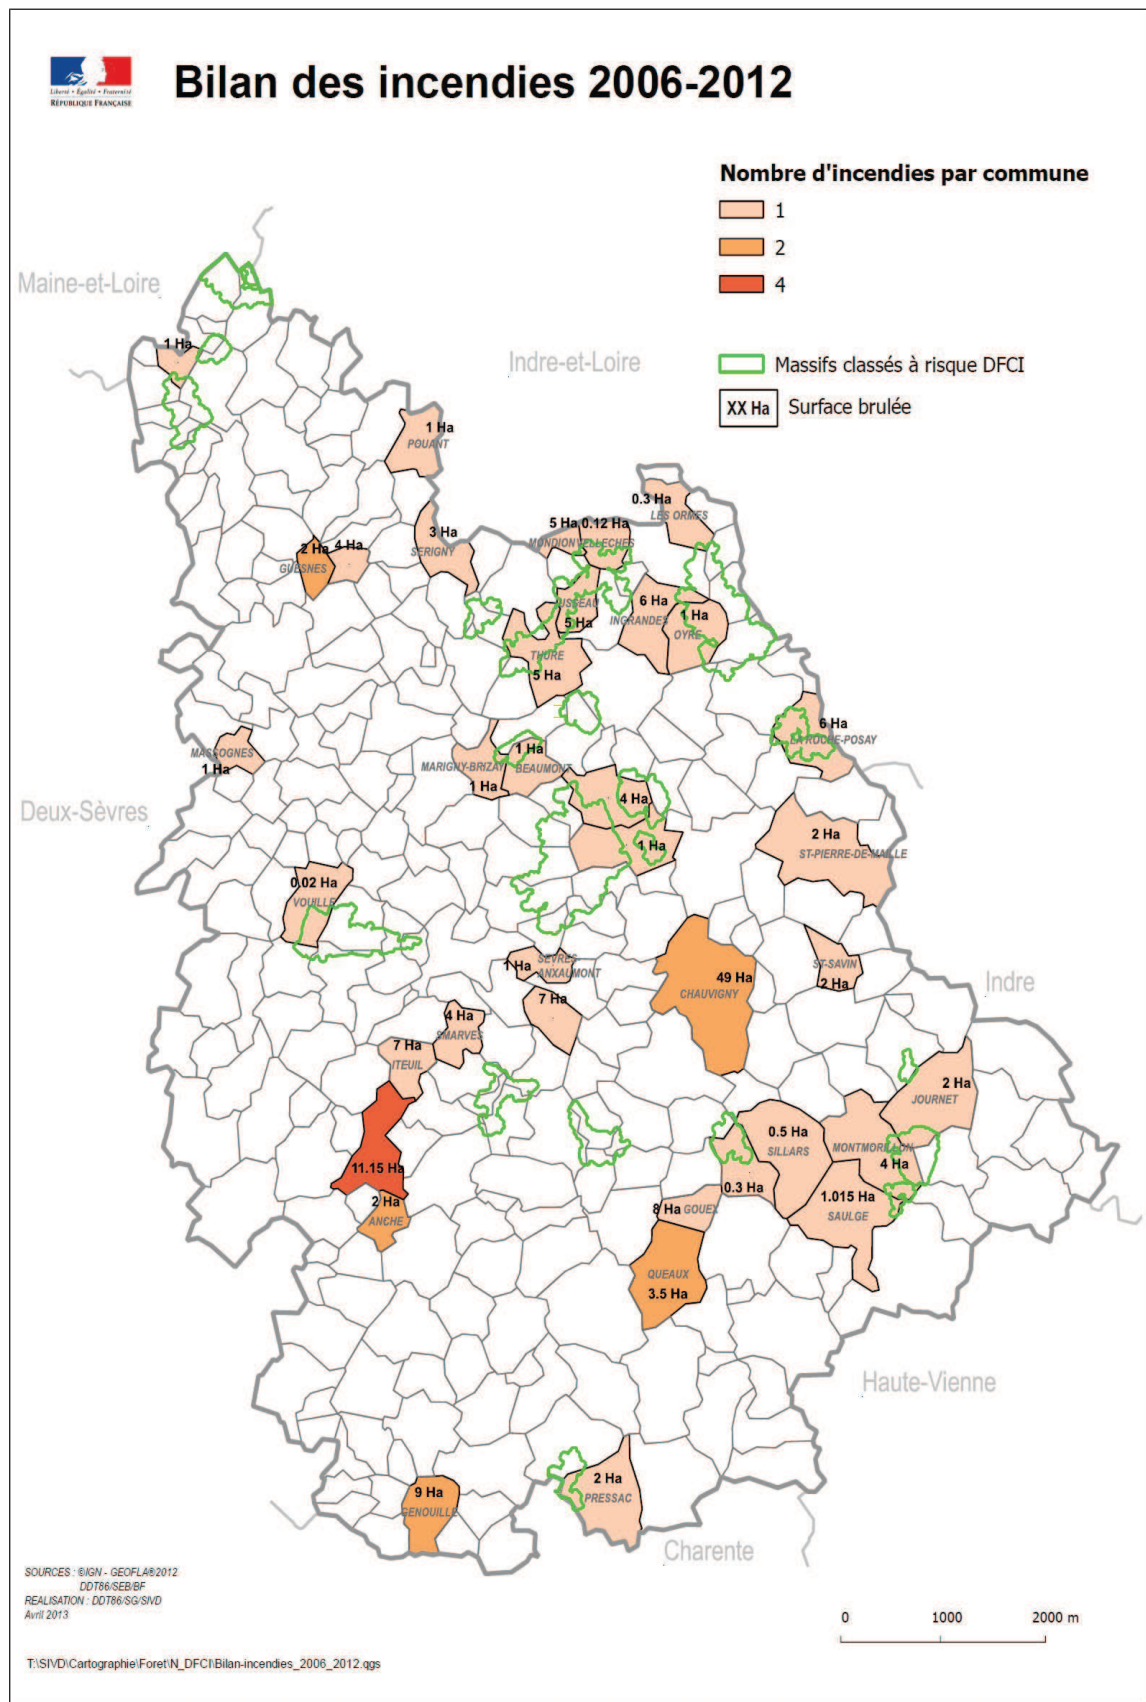 Liberté • Égalité • Fraternité
RÉPUBLIQUE FRANÇAISE
Bilan des incendies 2006-2012
Nombre d'incendies par commune
1
2
4
Massifs classés à risque DFCI
XX Ha Surface brulée
Maine-et-Loire
Indre-et-Loire
1 Ha
1 Ha
POUANT
0.3 Ha
LES ORMES
3 Ha
SERIGNY
5 Ha 0.12 Ha
MONDION VELLECHES
2 Ha 4 Ha
GUESNES
USSEAU
5 Ha
6 Ha
INGRANDES
1 Ha
OYRE
THURE
5 Ha
6 Ha
LA ROCHE-POSAY
MASSOGNES
1 Ha
MARIGNY-BRIZAY
1 Ha
1 Ha
BEAUMONT
4 Ha
1 Ha
Deux-Sèvres
2 Ha
ST-PIERRE-DE-MAILLE
0.02 Ha
VOUILLE
1 Ha
SEVRES-
ANXAUMONT
49 Ha
CHAUVIGNY
ST-SAVIN
2 Ha
Indre
7 Ha
4 Ha
SMARVES
7 Ha
ITEUIL
2 Ha
JOURNET
0.5 Ha
SILLARS
MONTMORILLON
4 Ha
11.15 Ha
0.3 Ha
1.015 Ha
SAULGE
2 Ha
ANCHE
8 Ha GOUEX
QUEAUX
3.5 Ha
Haute-Vienne
9 Ha
GENOUILLE
2 Ha
PRESSAC
Charente
SOURCES : ©IGN - GEOFLA®2012
DDT86/SEB/BF
REALISATION : DDT86/SG/SIVD
Avril 2013
0 1000 2000 m
T:\SIVD\Cartographie\Foret\N_DFCI\Bilan-incendies_2006_2012.qgs